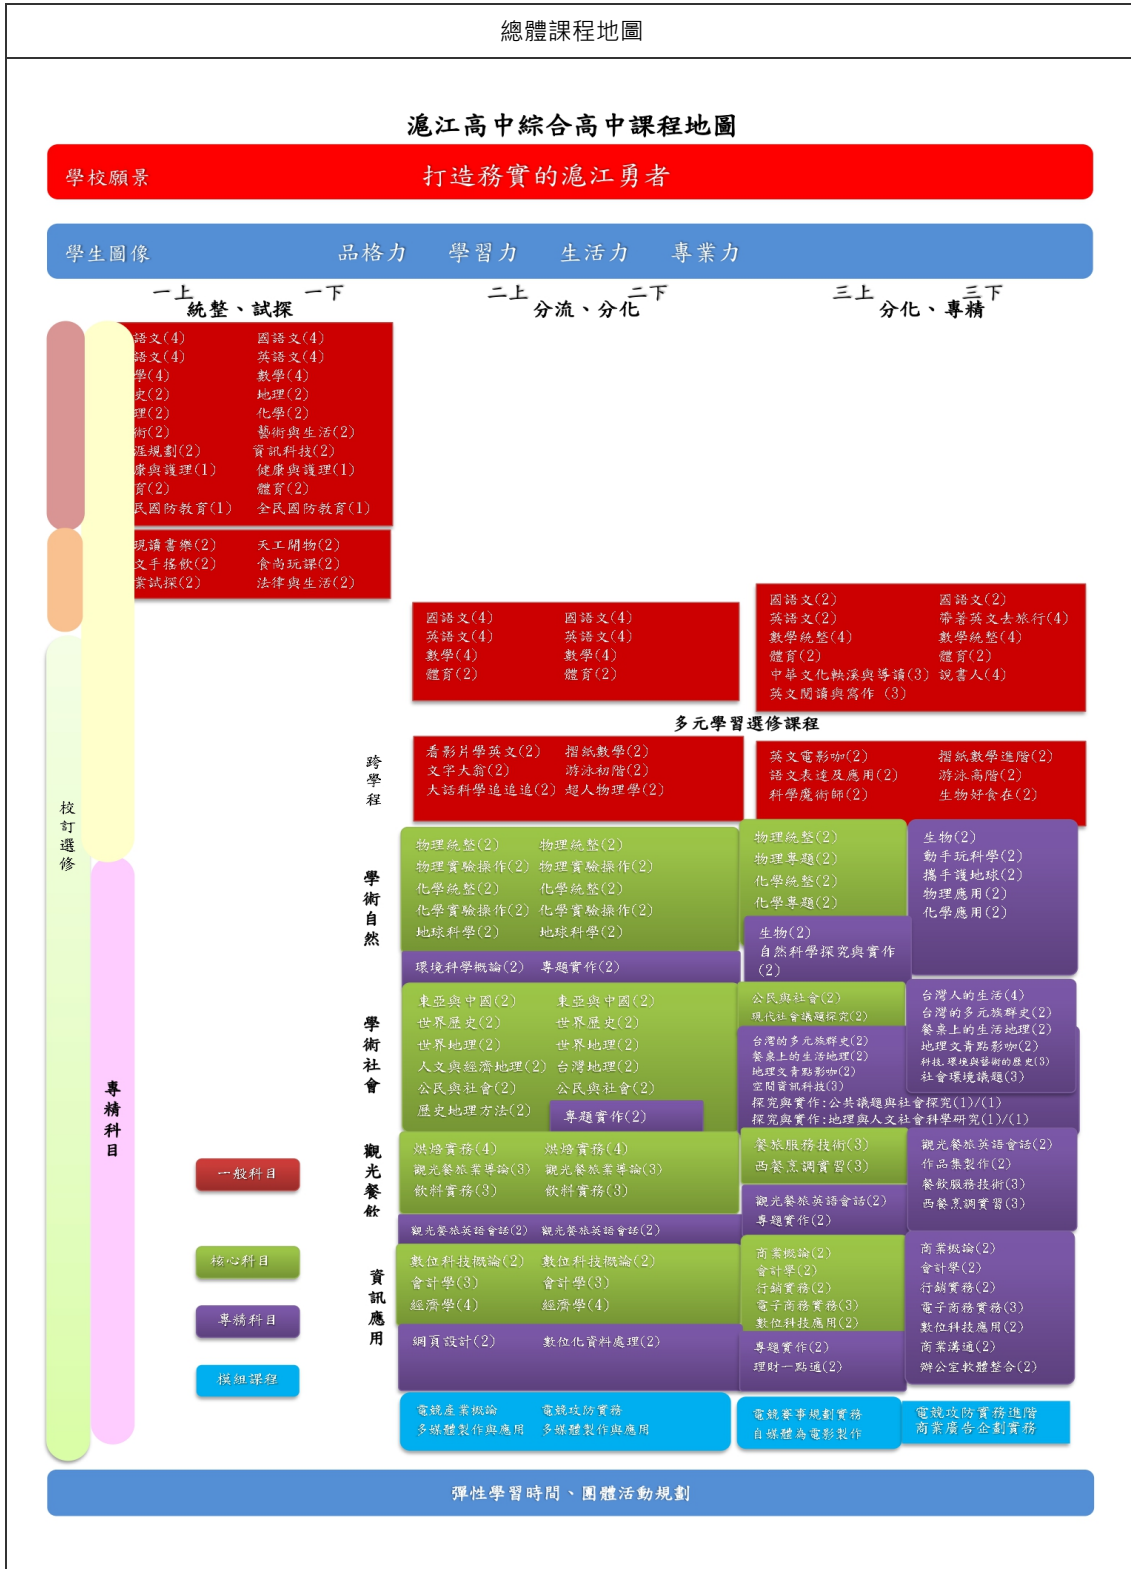 總體課程地圖
滬江高中綜合高中課程地圖
學校願景 打造務實的滬江勇者
學生圖像 品格力 學習力 生活力 專業力
一上 一下 二上 二下 三上 三下
統整、試探 分流、分化 分化、專精
語文(4) 國語文(4)
語文(4) 英語文(4)
學(4) 數學(4)
史(2) 地理(2)
理(2) 化學(2)
術(2) 藝術與生活(2)
涯規劃(2) 資訊科技(2)
康與護理(1) 健康與護理(1)
育(2) 體育(2)
民國防教育(1) 全民國防教育(1)
現讀書樂(2) 天工開物(2)
文手搖飲(2) 食尚玩課(2)
業試探(2) 法律與生活(2)
國語文(4) 國語文(4)
英語文(4) 英語文(4)
數學(4) 數學(4)
體育(2) 體育(2)
國語文(2) 國語文(2)
英語文(2) 帶著英文去旅行(4)
數學統整(4) 數學統整(4)
體育(2) 體育(2)
中華文化軼溪與導讀(3) 說書人(4)
英文閱讀與寫作 (3)
多元學習選修課程
跨學程
看影片學英文(2) 摺紙數學(2)
文字大翁(2) 游泳初階(2)
大話科學追追追(2) 超人物理學(2)
英文電影咖(2) 摺紙數學進階(2)
語文表達及應用(2) 游泳高階(2)
科學魔術師(2) 生物好食在(2)
校訂選修
專精科目
學術自然
物理統整(2) 物理統整(2)
物理實驗操作(2) 物理實驗操作(2)
化學統整(2) 化學統整(2)
化學實驗操作(2) 化學實驗操作(2)
地球科學(2) 地球科學(2)
環境科學概論(2) 專題實作(2)
物理統整(2)
物理專題(2)
化學統整(2)
化學專題(2)
生物(2)
自然科學探究與實作
(2)
生物(2)
動手玩科學(2)
攜手護地球(2)
物理應用(2)
化學應用(2)
學術社會
東亞與中國(2) 東亞與中國(2)
世界歷史(2) 世界歷史(2)
世界地理(2) 世界地理(2)
人文與經濟地理(2) 台灣地理(2)
公民與社會(2) 公民與社會(2)
歷史地理方法(2) 專題實作(2)
公民與社會(2)
現代社會議題探究(2)
台灣的多元族群史(2)
餐桌上的生活地理(2)
地理文青點影咖(2)
空間資訊科技(3)
探究與實作:公共議題與社會探究(1)/(1)
探究與實作:地理與人文社會科學研究(1)/(1)
台灣人的生活(4)
台灣的多元族群史(2)
餐桌上的生活地理(2)
地理文青點影咖(2)
科技.環境與藝術的歷史(3)
社會環境議題(3)
觀光餐飲
烘焙實務(4) 烘焙實務(4)
觀光餐旅業導論(3) 觀光餐旅業導論(3)
飲料實務(3) 飲料實務(3)
觀光餐旅英語會話(2) 觀光餐旅英語會話(2)
餐旅服務技術(3)
西餐烹調實習(3)
觀光餐旅英語會話(2)
專題實作(2)
觀光餐旅英語會話(2)
作品集製作(2)
餐飲服務技術(3)
西餐烹調實習(3)
資訊應用
數位科技概論(2) 數位科技概論(2)
會計學(3) 會計學(3)
經濟學(4) 經濟學(4)
網頁設計(2) 數位化資料處理(2)
商業概論(2)
會計學(2)
行銷實務(2)
電子商務實務(3)
數位科技應用(2)
專題實作(2)
理財一點通(2)
商業概論(2)
會計學(2)
行銷實務(2)
電子商務實務(3)
數位科技應用(2)
商業溝通(2)
辦公室軟體整合(2)
一般科目
核心科目
專精科目
模組課程
電競產業概論 電競攻防實務
多媒體製作與應用 多媒體製作與應用
電競賽事規劃實務
自媒體為電影製作
電競攻防實務進階
商業廣告企劃實務
彈性學習時間、團體活動規劃